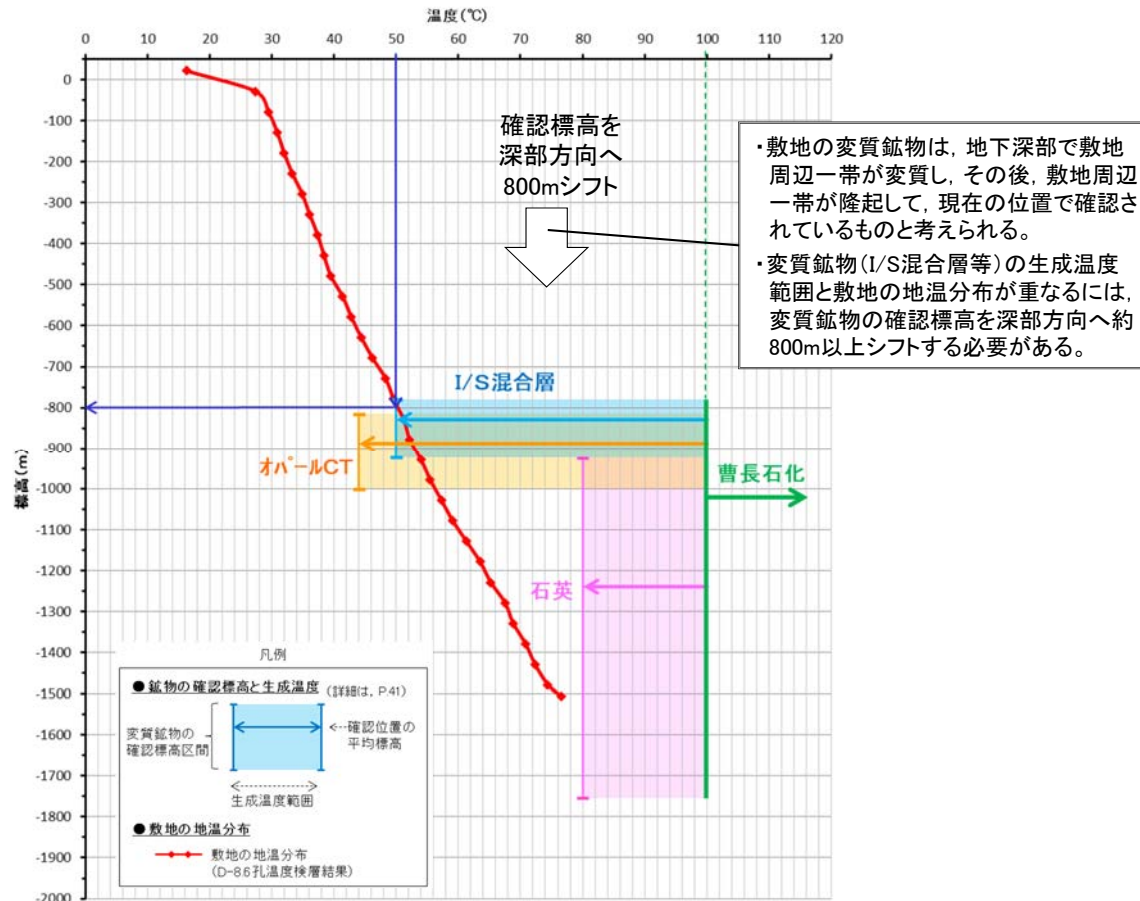 温度(℃)
0 10 20 30 40 50 60 70 80 90 100 110 120
0
-100
-200
-300
-400
-500
-600
-700
-800
-900
-1000
-1100
-1200
-1300
-1400
-1500
-1600
-1700
-1800
-1900
-2000
標高(m)
確認標高を
深部方向へ
800mシフト
・敷地の変質鉱物は,地下深部で敷地
周辺一帯が変質し,その後,敷地周辺
一帯が隆起して,現在の位置で確認さ
れているものと考えられる。
・変質鉱物(I/S混合層等)の生成温度
範囲と敷地の地温分布が重なるには,
変質鉱物の確認標高を深部方向へ約
800m以上シフトする必要がある。
I/S混合層
オパールCT
曹長石化
石英
凡例
●鉱物の確認標高と生成温度 (詳細は, P.41)
変質鉱物の
確認標高区間
確認位置の
平均標高
生成温度範囲
●敷地の地温分布
敷地の地温分布
(D-8.6孔温度検層結果)